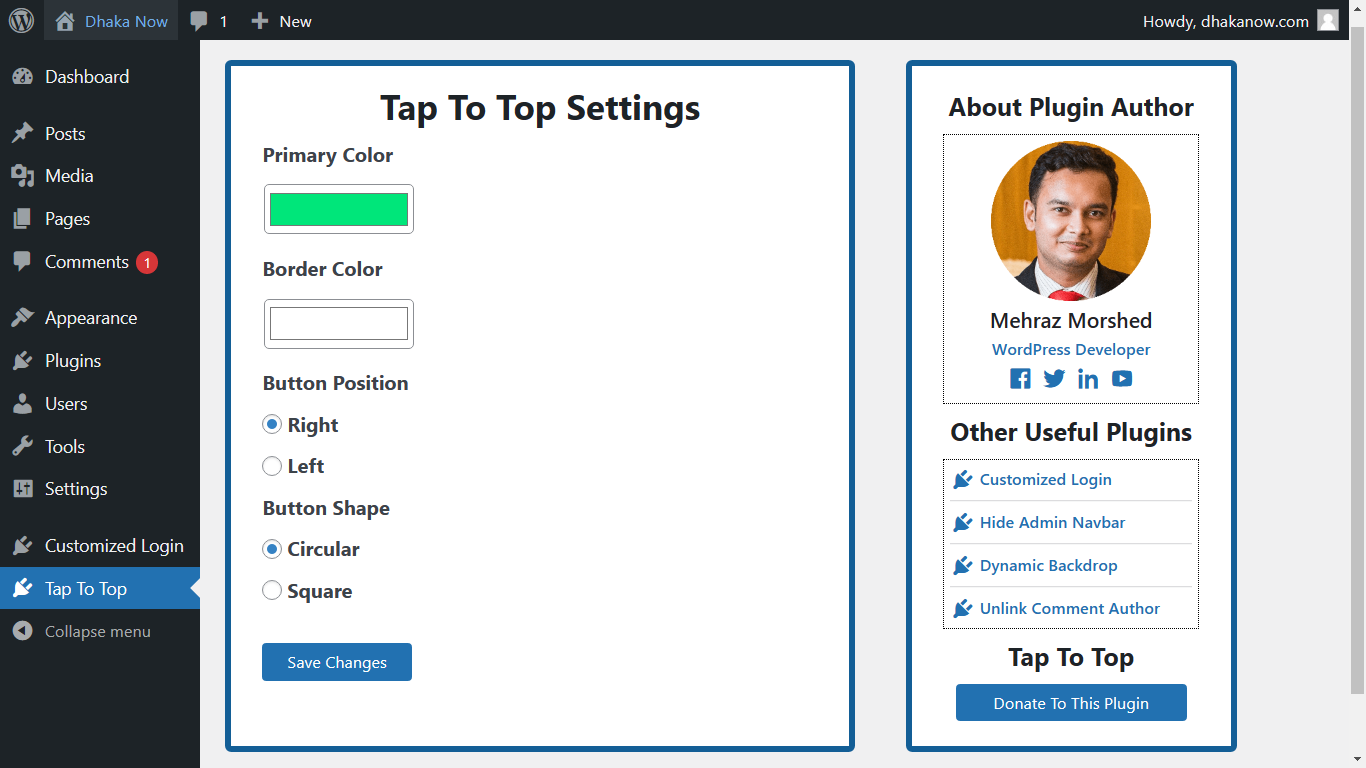 Dhaka Now
1
New
Howdy, dhakanow.com
Dashboard
Posts
Media
Pages
Comments 1
Appearance
Plugins
Users
Tools
Settings
Customized Login
Tap To Top
Collapse menu
Tap To Top Settings
Primary Color
Border Color
Button Position
Right
Left
Button Shape
Circular
Square
Save Changes
About Plugin Author
Mehraz Morshed
WordPress Developer
Other Useful Plugins
Customized Login
Hide Admin Navbar
Dynamic Backdrop
Unlink Comment Author
Tap To Top
Donate To This Plugin